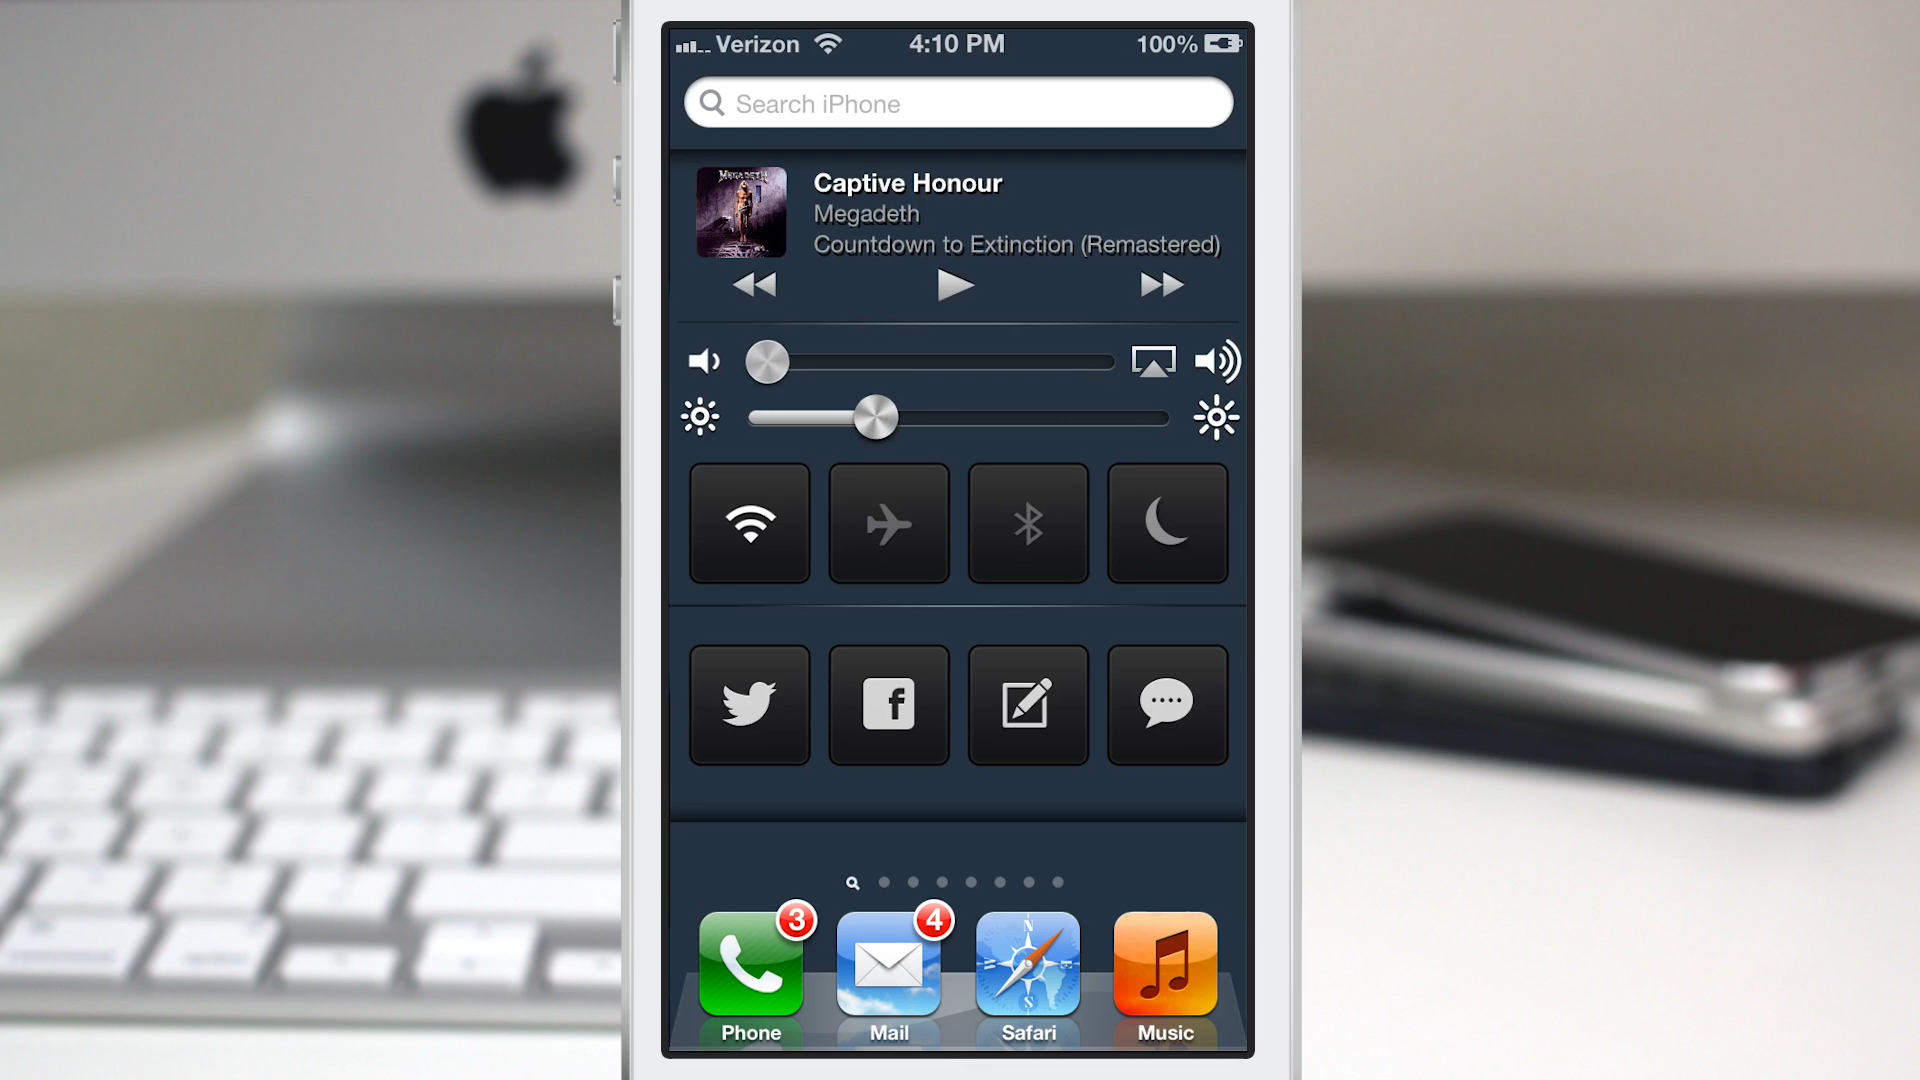 Verizon 4:10 PM 100%
Search iPhone
MEGADETH
Captive Honour
Megadeth
Countdown to Extinction (Remastered)
f
3
4
N
S
Phone
Mail
Safari
Music